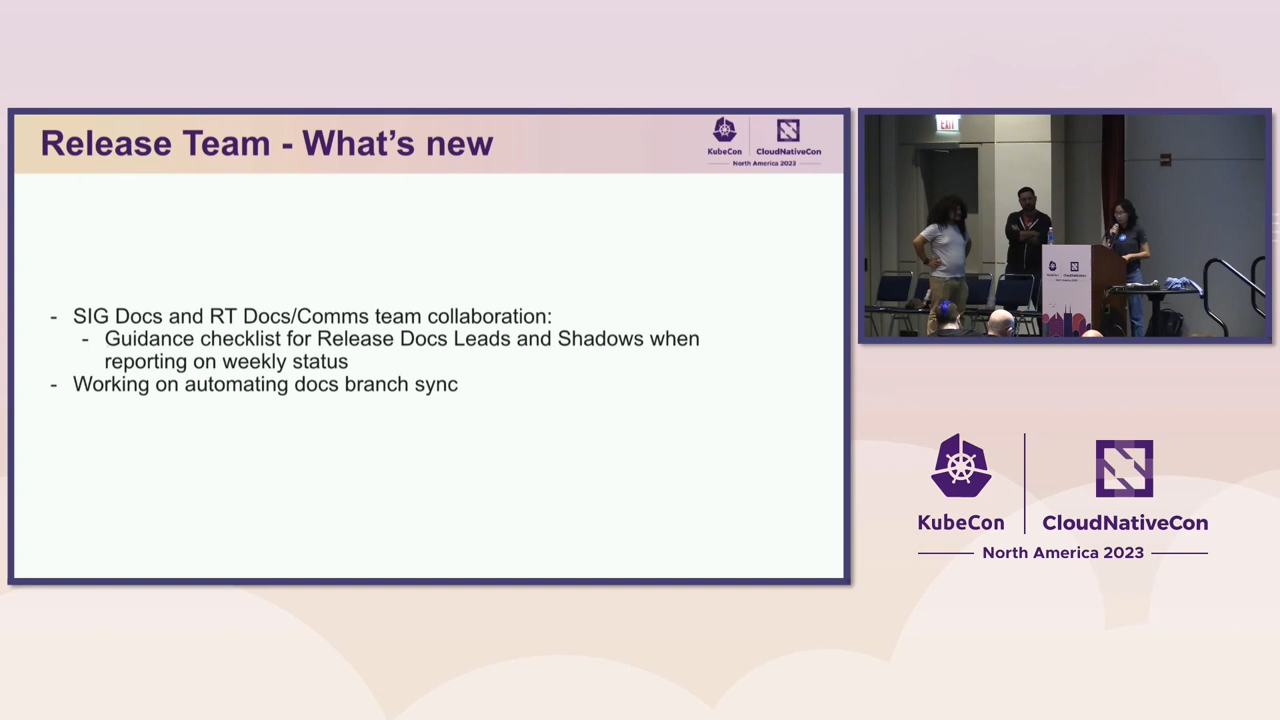 Release Team - What's new
KubeCon
CloudNativeCon
North America 2023
- SIG Docs and RT Docs/Comms team collaboration:
- Guidance checklist for Release Docs Leads and Shadows when
reporting on weekly status
- Working on automating docs branch sync
EXIT
KubeCon
CloudNativeCon
North America 2023